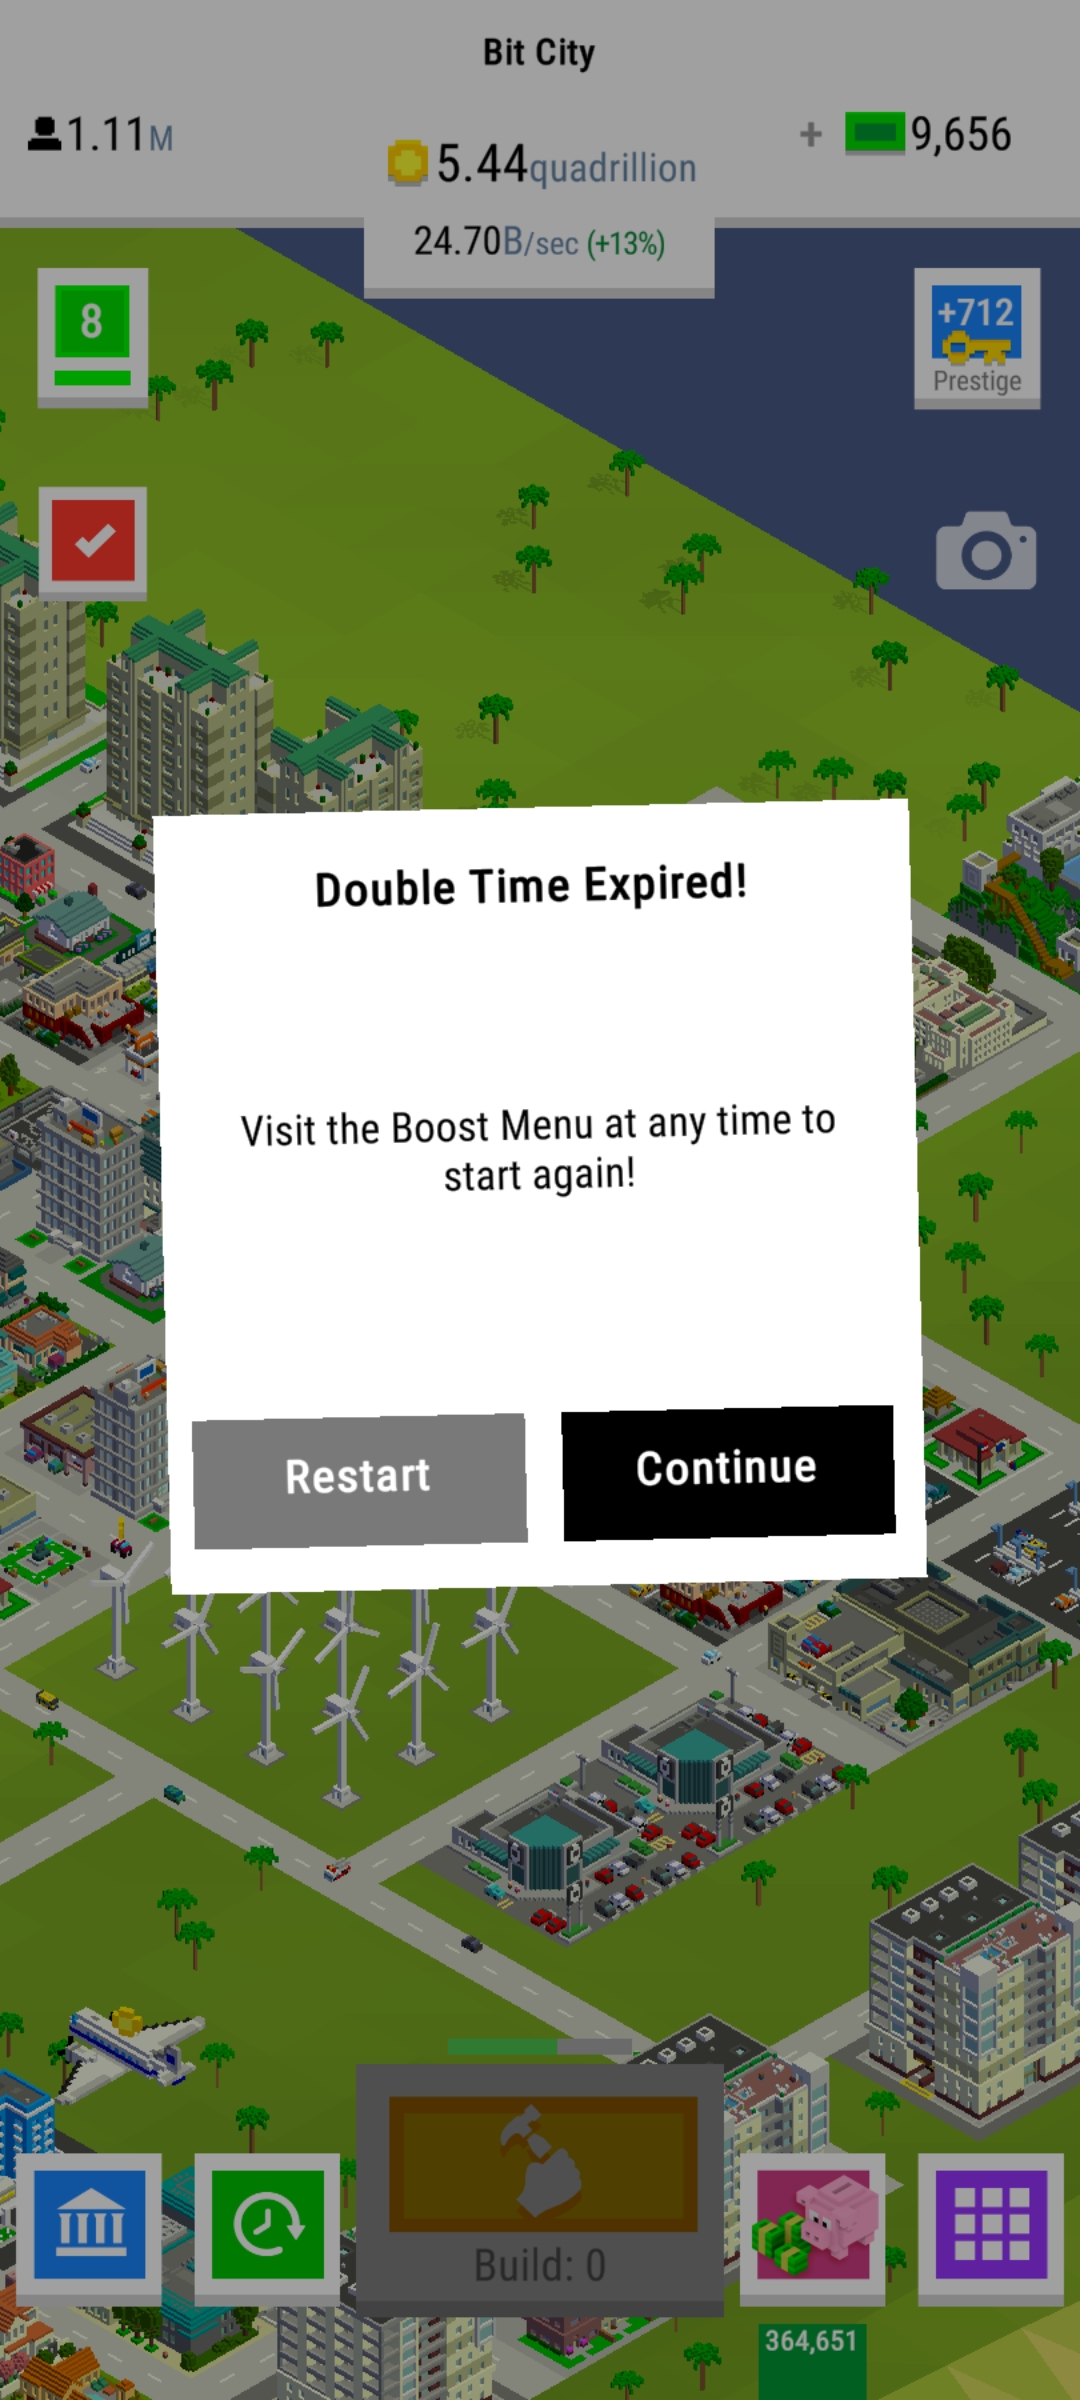 Bit City
1.11M
5.44quadrillion
+ 9,656
24.70B/sec (+13%)
8
+712
Prestige
Double Time Expired!
Visit the Boost Menu at any time to
start again!
Restart
Continue
Build: 0
364,651